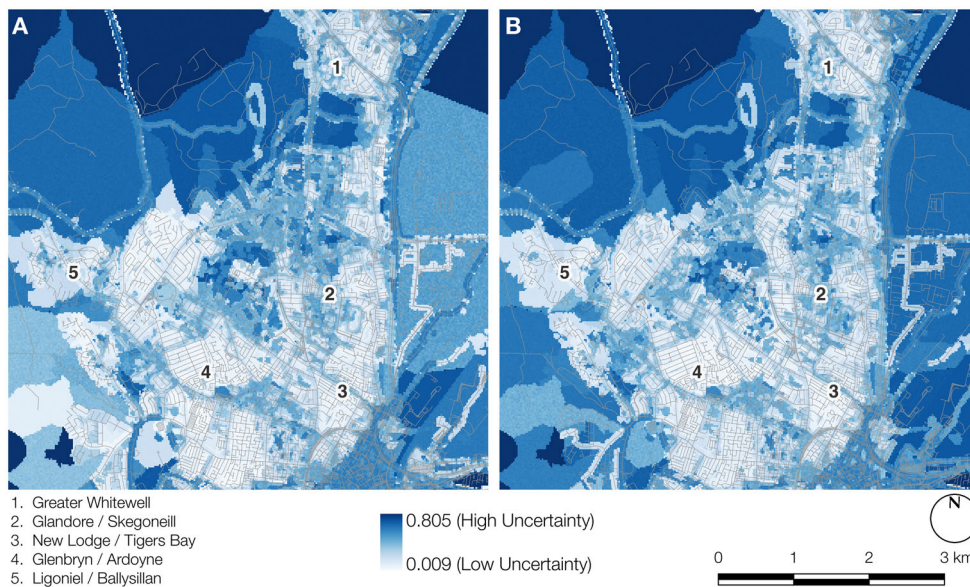 A
B
1
1
5
2
5
2
4
3
4
3
1. Greater Whitewell
2. Glandore / Skegoneill
3. New Lodge / Tigers Bay
4. Glenbryn / Ardoyne
5. Ligoniel / Ballysillan
0.805 (High Uncertainty)
0.009 (Low Uncertainty)
N
0 1 2 3 km